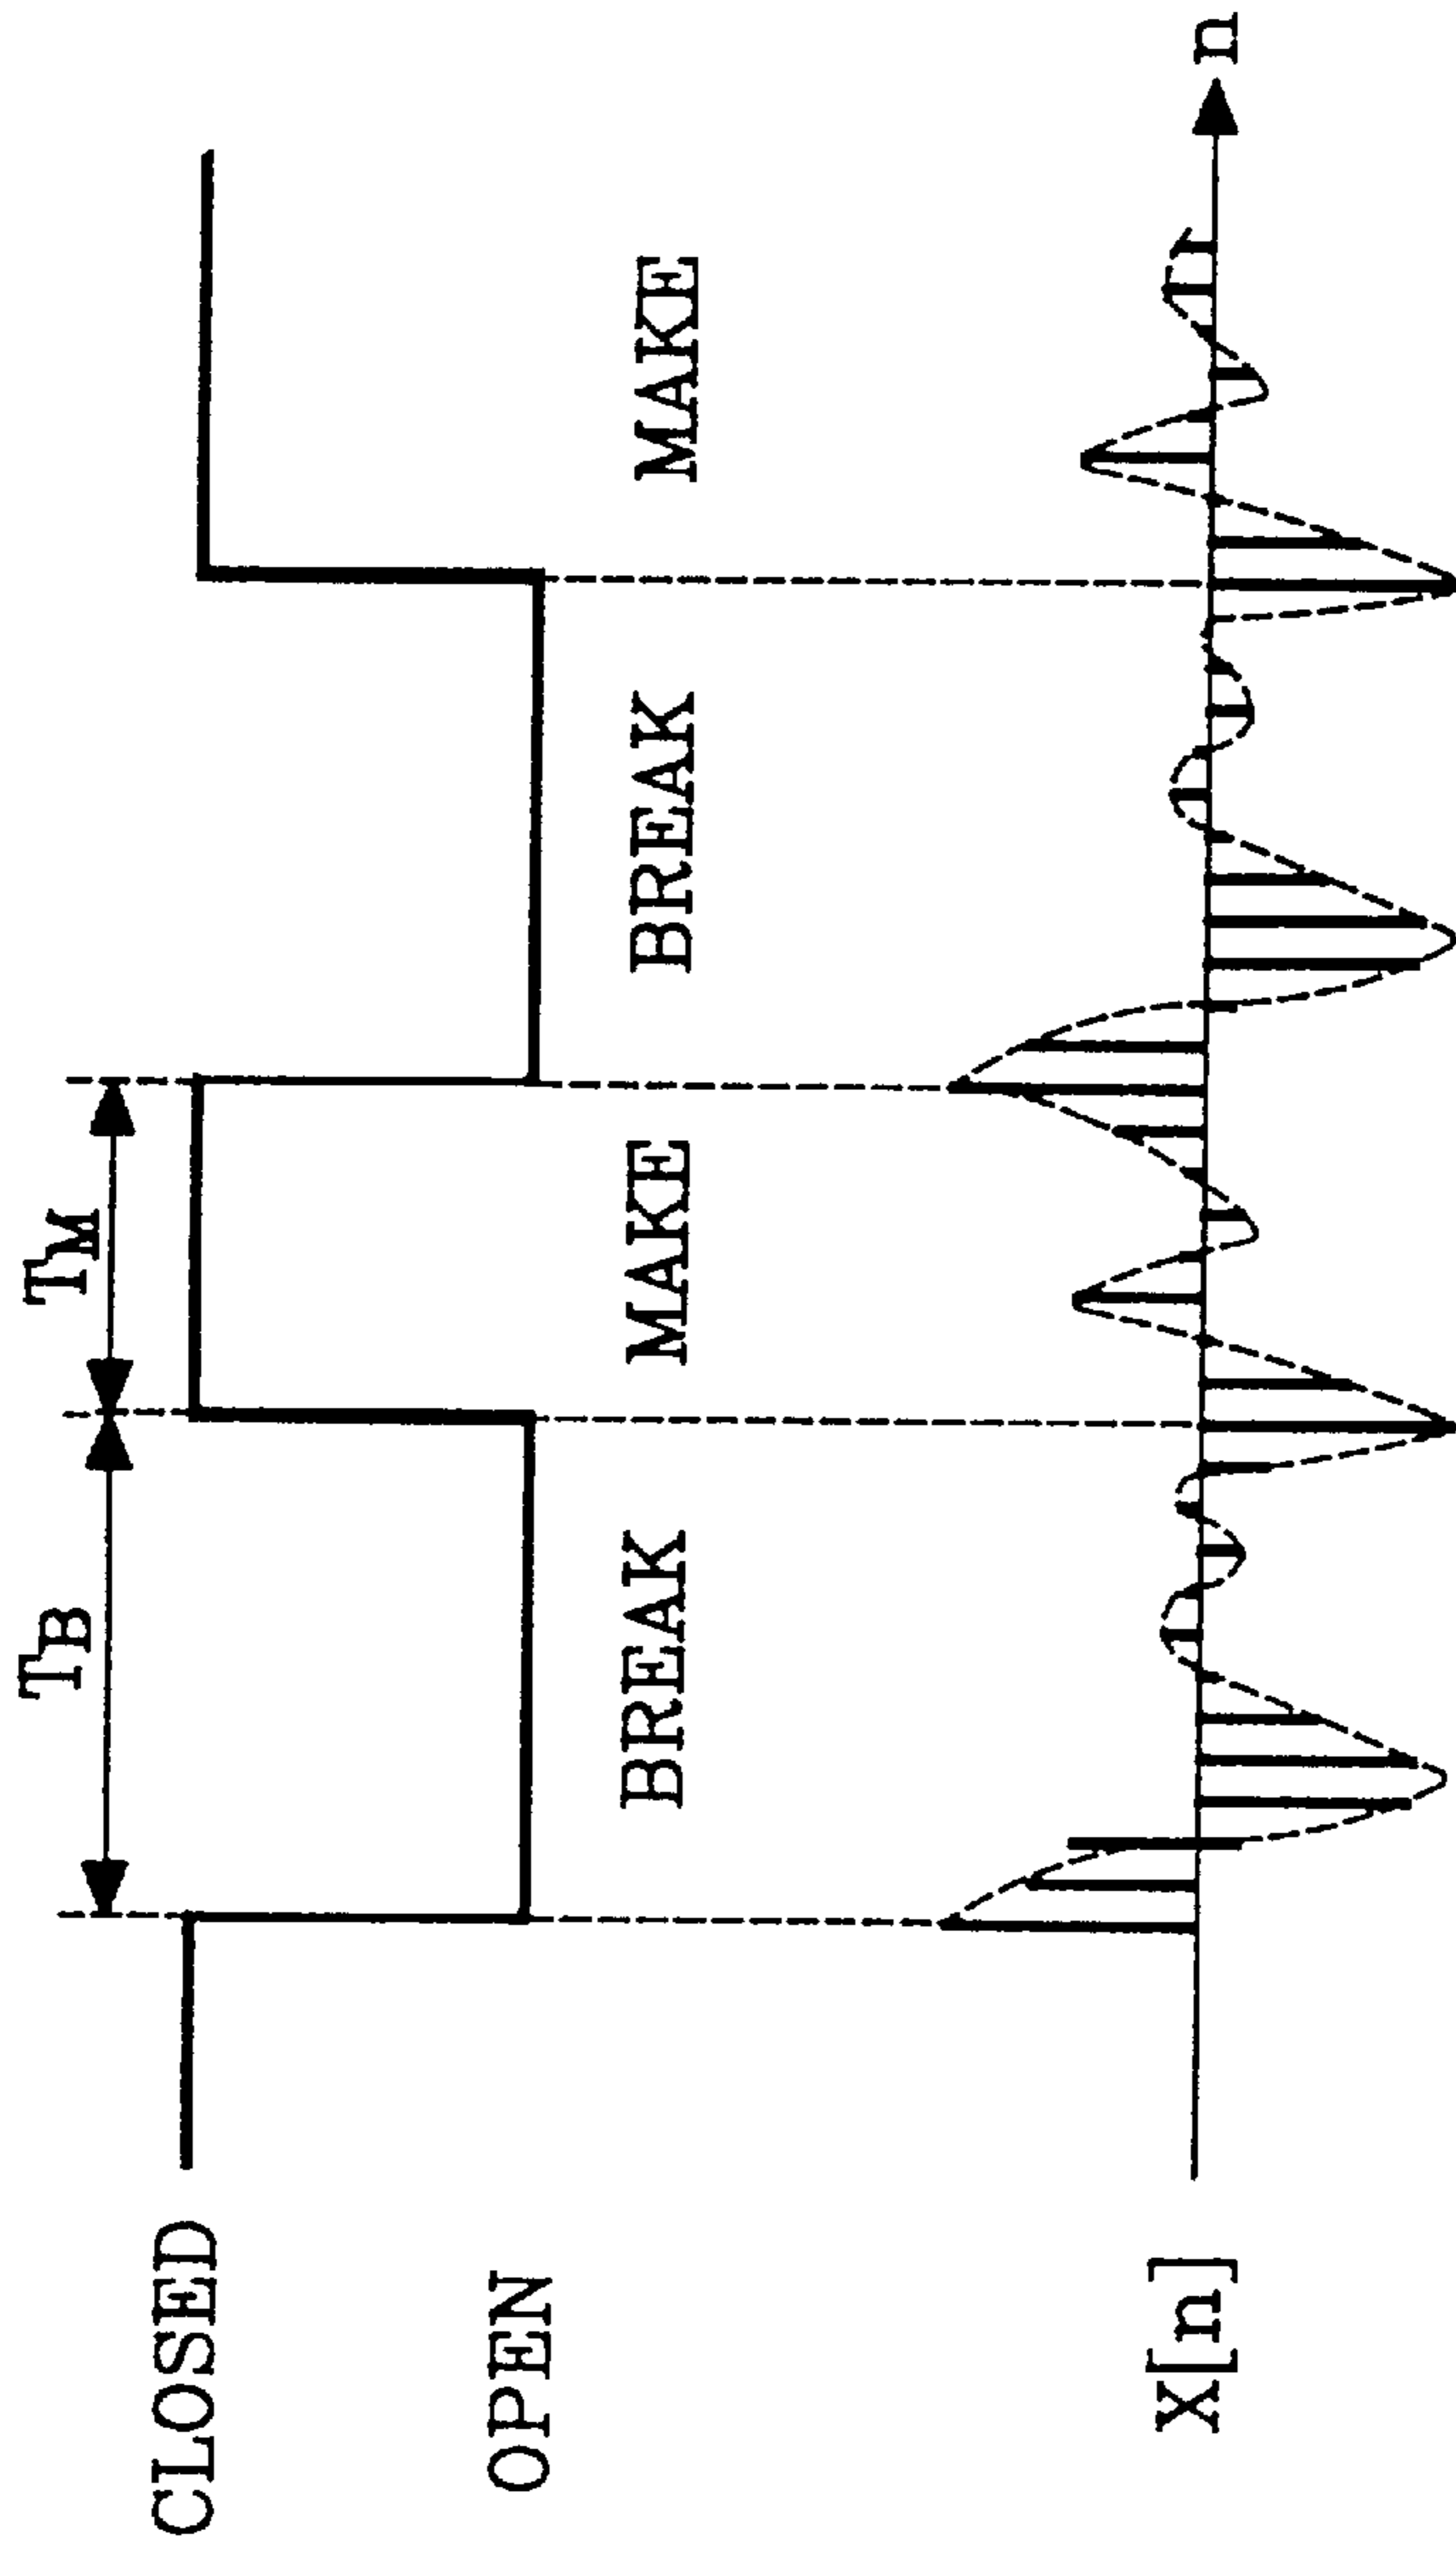 T_B T_M
CLOSED
OPEN
BREAK MAKE BREAK MAKE
X[n] n